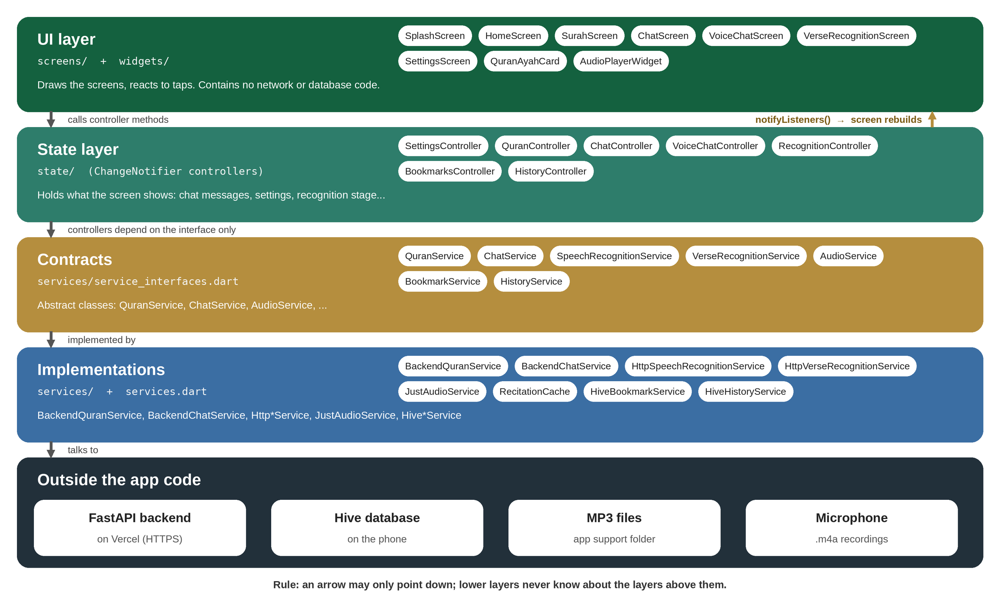 UI layer
screens/  +  widgets/
Draws the screens, reacts to taps. Contains no network or database code.
SplashScreen HomeScreen SurahScreen ChatScreen VoiceChatScreen VerseRecognitionScreen
SettingsScreen QuranAyahCard AudioPlayerWidget
calls controller methods
notifyListeners() → screen rebuilds
State layer
state/  (ChangeNotifier controllers)
Holds what the screen shows: chat messages, settings, recognition stage...
SettingsController QuranController ChatController VoiceChatController RecognitionController
BookmarksController HistoryController
controllers depend on the interface only
Contracts
services/service_interfaces.dart
Abstract classes: QuranService, ChatService, AudioService, ...
QuranService ChatService SpeechRecognitionService VerseRecognitionService AudioService
BookmarkService HistoryService
implemented by
Implementations
services/  +  services.dart
BackendQuranService, BackendChatService, Http*Service, JustAudioService, Hive*Service
BackendQuranService BackendChatService HttpSpeechRecognitionService HttpVerseRecognitionService
JustAudioService RecitationCache HiveBookmarkService HiveHistoryService
talks to
Outside the app code
FastAPI backend
on Vercel (HTTPS)
Hive database
on the phone
MP3 files
app support folder
Microphone
.m4a recordings
Rule: an arrow may only point down; lower layers never know about the layers above them.